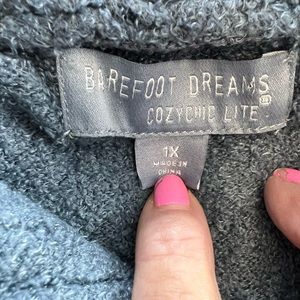 BAREFOOT DREAMS®
COZYCHIC LITE®
1X
MADE IN
CHINA